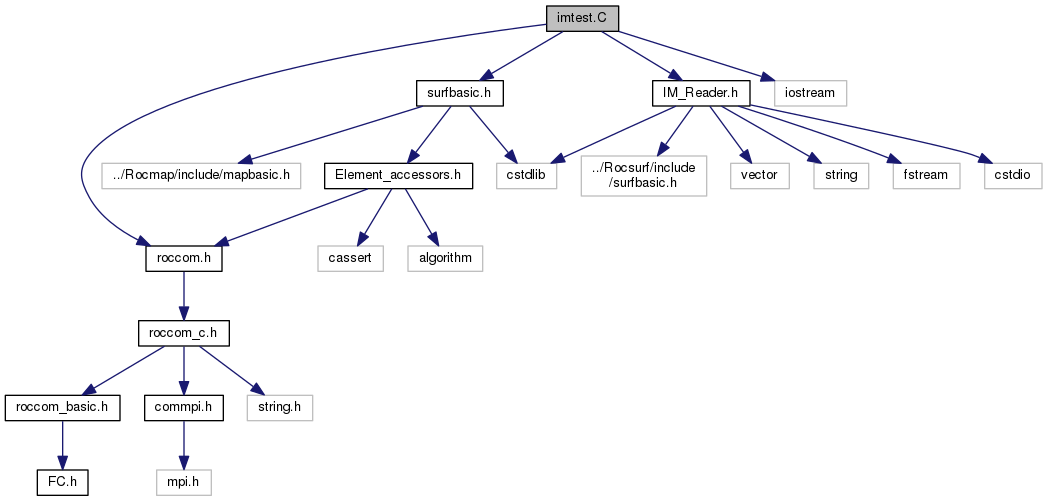 imtest.C
surfbasic.h
IM_Reader.h
iostream
../Rocmap/include/mapbasic.h
Element_accessors.h
cstdlib
../Rocsurf/include
/surfbasic.h
vector
string
fstream
cstdio
roccom.h
cassert
algorithm
roccom_c.h
roccom_basic.h
commpi.h
string.h
FC.h
mpi.h